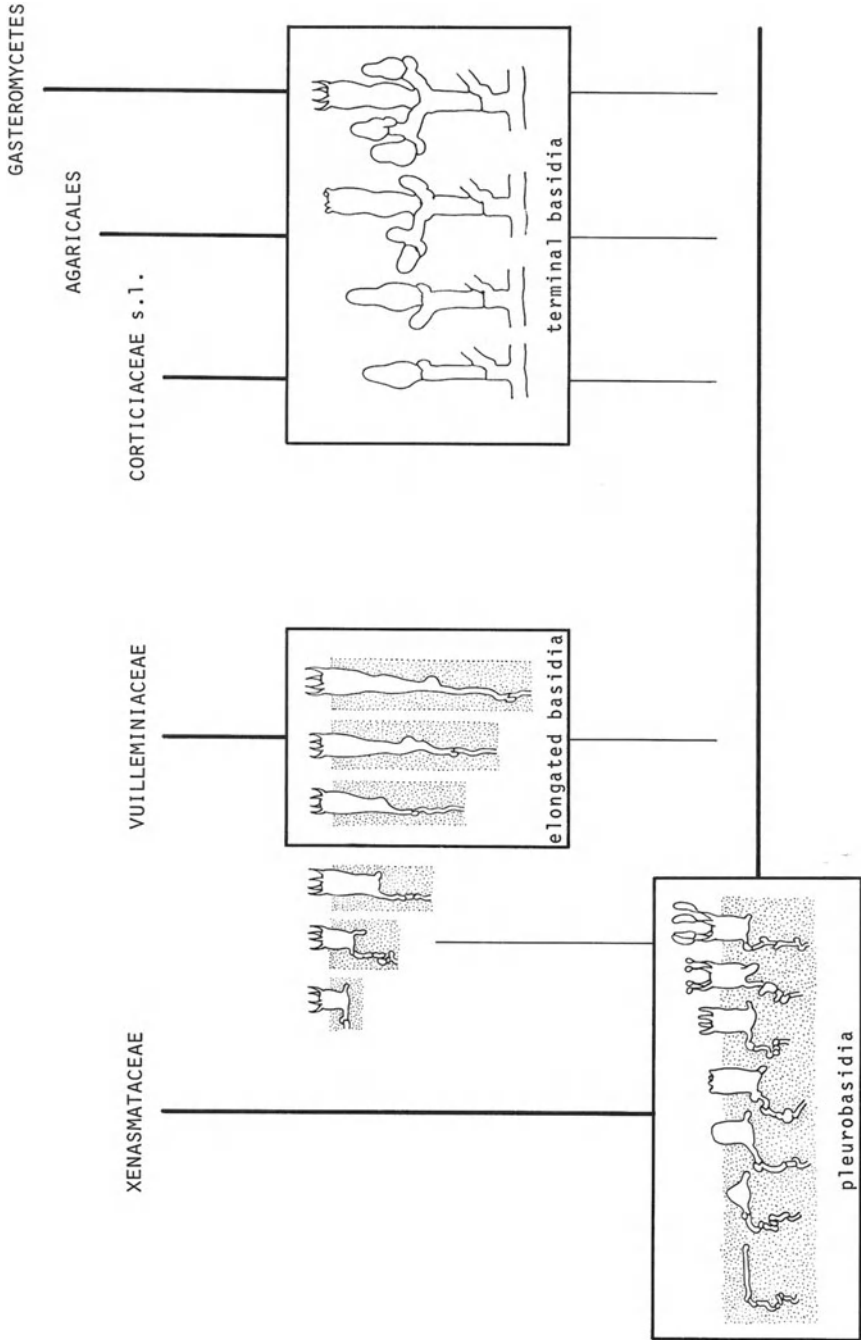 GASTEROMYCETES
AGARICALES
CORTICIACEAE s.l.
VUILLEMINIACEAE
XENASMATACEAE
terminal basidia
elongated basidia
pleurobasidia